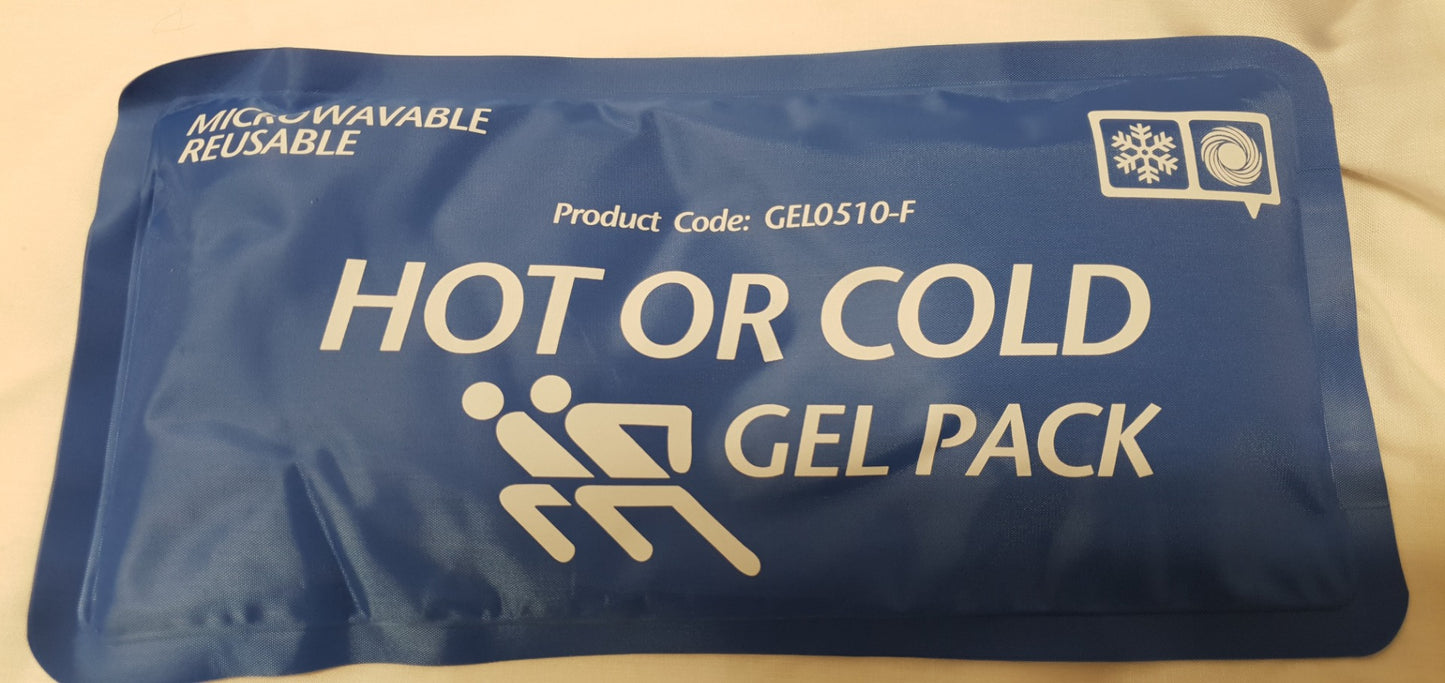 MICROWAVABLE
REUSABLE
Product Code: GEL0510-F
HOT OR COLD
GEL PACK